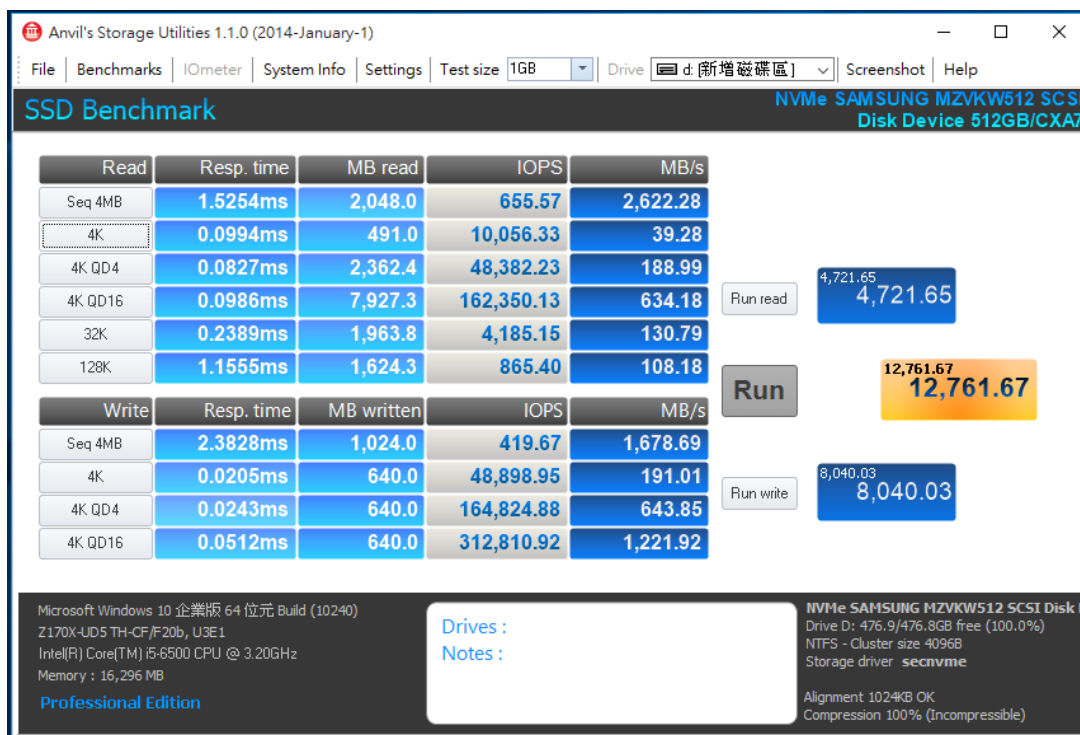 Anvil's Storage Utilities 1.1.0 (2014-January-1)
File Benchmarks IOmeter System Info Settings Test size 1GB Drive d: [新增磁碟區] Screenshot Help
SSD Benchmark
NVMe SAMSUNG MZVKW512 SCSI
Disk Device 512GB/CXA7
Read Resp. time MB read IOPS MB/s
Seq 4MB 1.5254ms 2,048.0 655.57 2,622.28
4K 0.0994ms 491.0 10,056.33 39.28
4K QD4 0.0827ms 2,362.4 48,382.23 188.99
4K QD16 0.0986ms 7,927.3 162,350.13 634.18
32K 0.2389ms 1,963.8 4,185.15 130.79
128K 1.1555ms 1,624.3 865.40 108.18
Run read
4,721.65
4,721.65
Run
12,761.67
12,761.67
Write Resp. time MB written IOPS MB/s
Seq 4MB 2.3828ms 1,024.0 419.67 1,678.69
4K 0.0205ms 640.0 48,898.95 191.01
4K QD4 0.0243ms 640.0 164,824.88 643.85
4K QD16 0.0512ms 640.0 312,810.92 1,221.92
Run write
8,040.03
8,040.03
Microsoft Windows 10 企業版 64 位元 Build (10240)
Z170X-UD5 TH-CF/F20b, U3E1
Intel(R) Core(TM) i5-6500 CPU @ 3.20GHz
Memory : 16,296 MB
Professional Edition
Drives :
Notes :
NVMe SAMSUNG MZVKW512 SCSI Disk
Drive D: 476.9/476.8GB free (100.0%)
NTFS - Cluster size 4096B
Storage driver secnvme
Alignment 1024KB OK
Compression 100% (Incompressible)